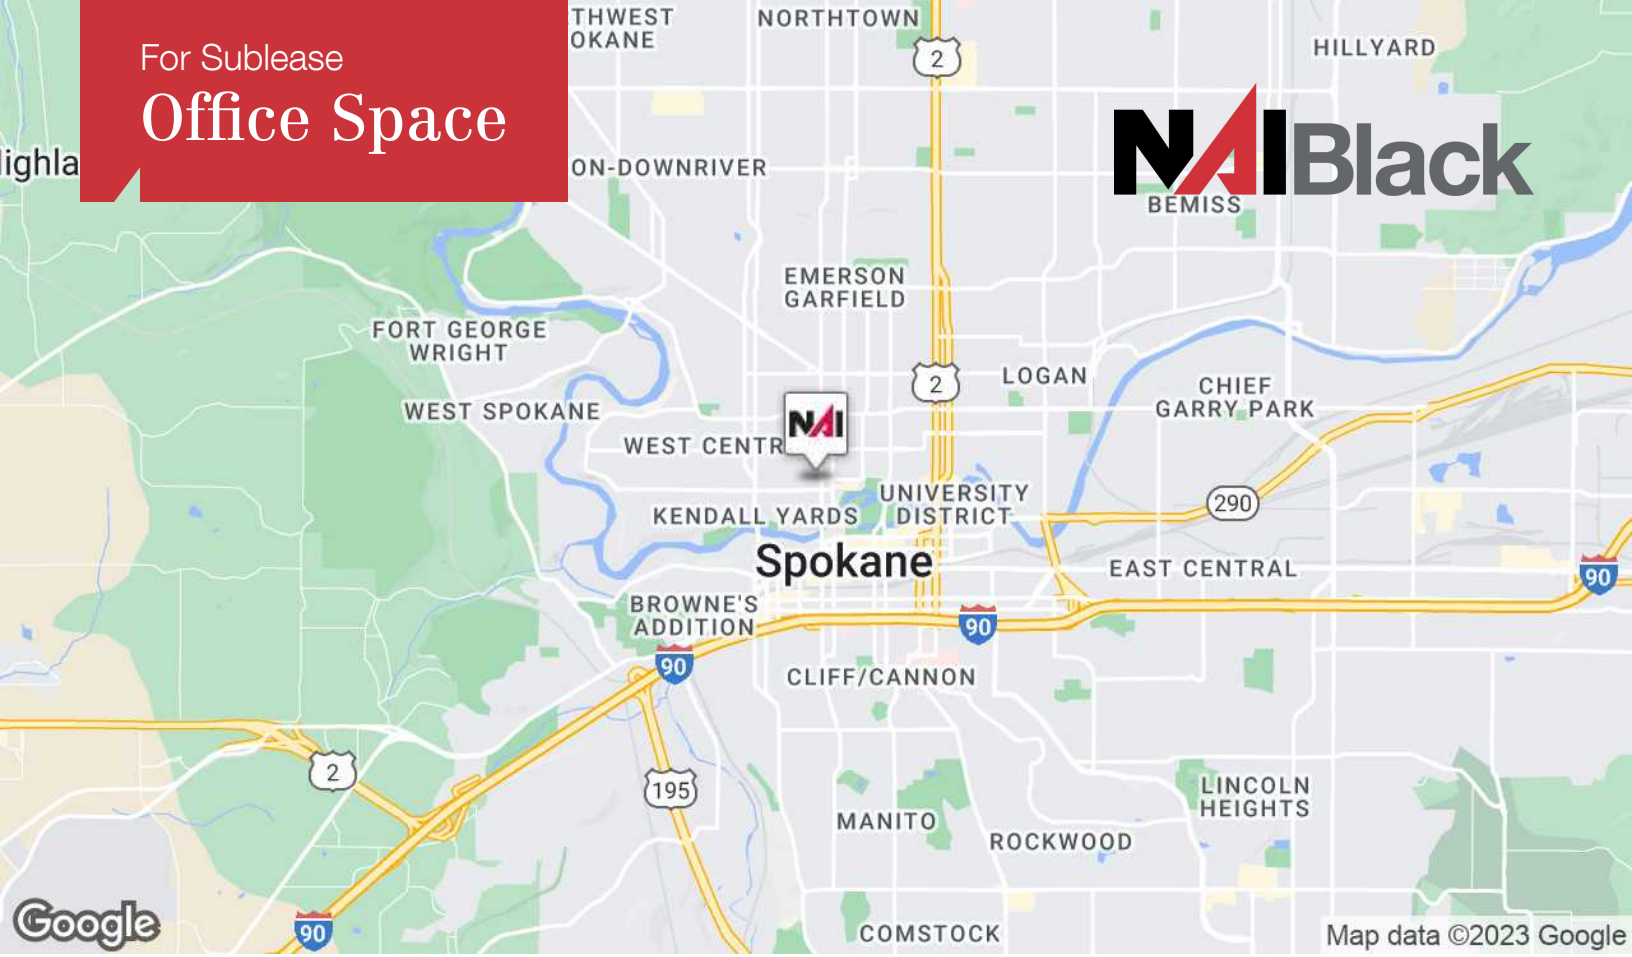 THWEST
OKANE
NORTHTOWN
HILLYARD
2
For Sublease
Office Space
NAIBlack
ighla
ON-DOWNRIVER
BEMISS
EMERSON
GARFIELD
FORT GEORGE
WRIGHT
2
LOGAN
CHIEF
GARRY PARK
WEST SPOKANE
NAI
WEST CENTR
UNIVERSITY
DISTRICT
290
KENDALL YARDS
Spokane
EAST CENTRAL
90
BROWNE'S
ADDITION
90
90
CLIFF/CANNON
2
195
LINCOLN
HEIGHTS
MANITO
ROCKWOOD
Google
90
COMSTOCK
Map data ©2023 Google